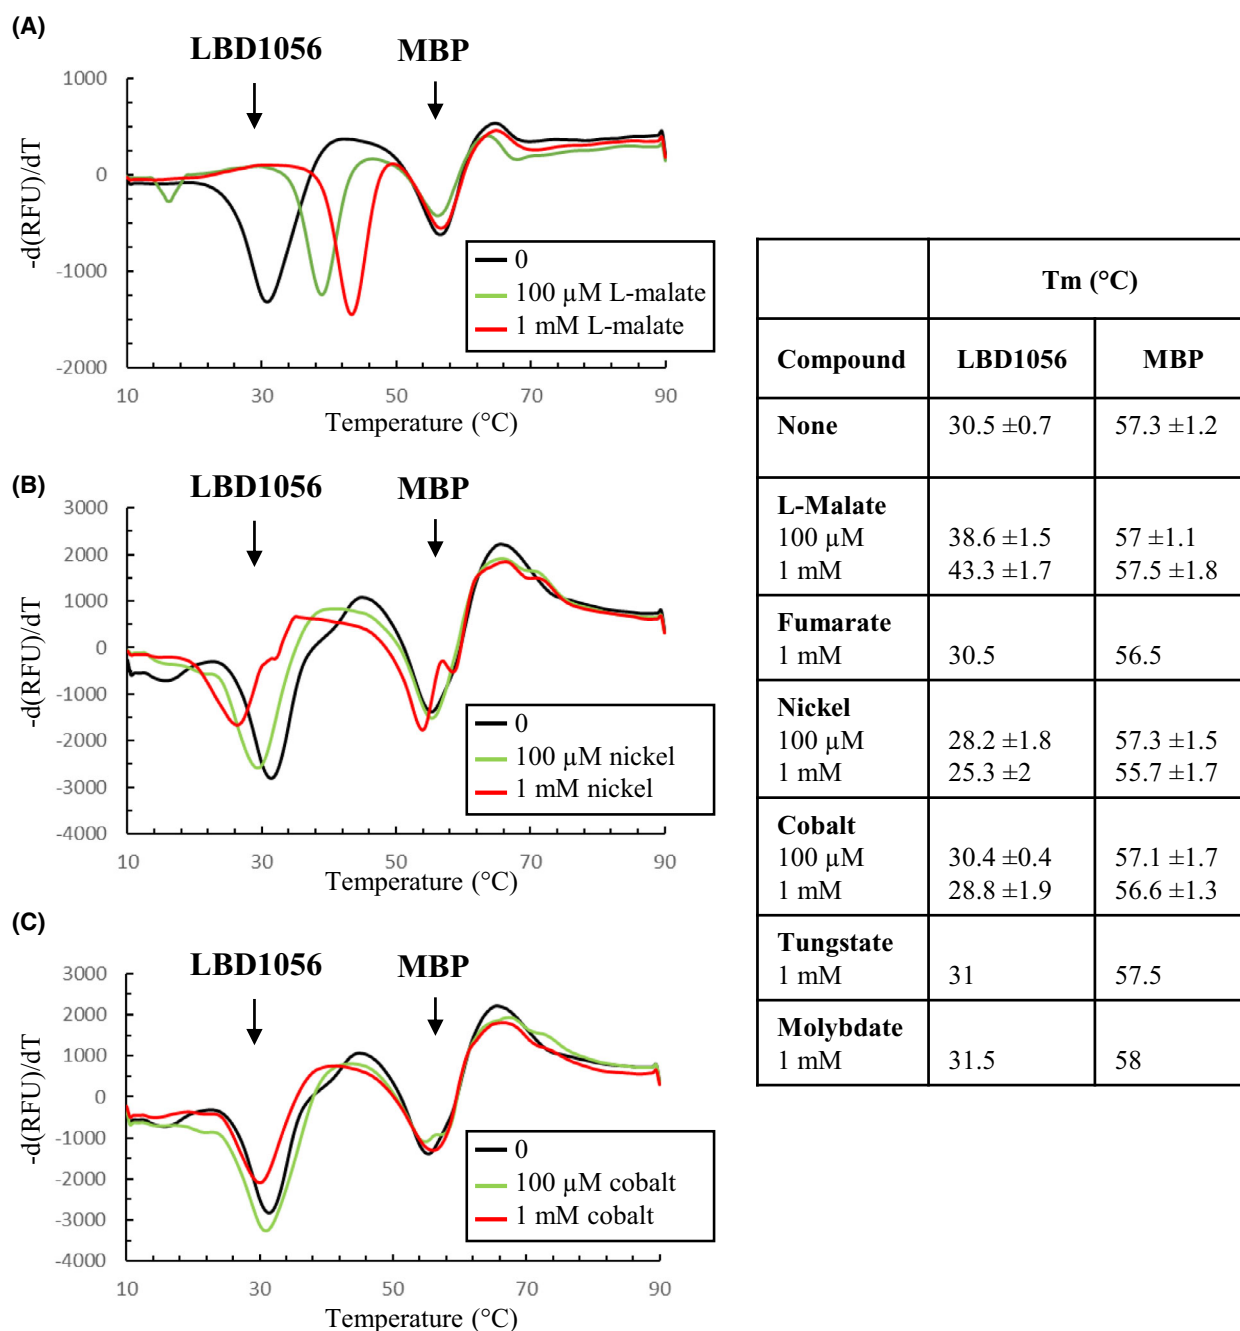 (A)
LBD1056 MBP
1000
0
-1000
-2000
-d(RFU)/dT
0
100 µM L-malate
1 mM L-malate
10 30 50 70 90
Temperature (°C)
(B)
LBD1056 MBP
3000
2000
1000
0
-1000
-2000
-3000
-4000
-d(RFU)/dT
0
100 µM nickel
1 mM nickel
10 30 50 70 90
Temperature (°C)
(C)
LBD1056 MBP
3000
2000
1000
0
-1000
-2000
-3000
-4000
-d(RFU)/dT
0
100 µM cobalt
1 mM cobalt
10 30 50 70 90
Temperature (°C)
Tm (°C)
Compound LBD1056 MBP
None 30.5 ±0.7 57.3 ±1.2
L-Malate
100 µM 38.6 ±1.5 57 ±1.1
1 mM 43.3 ±1.7 57.5 ±1.8
Fumarate
1 mM 30.5 56.5
Nickel
100 µM 28.2 ±1.8 57.3 ±1.5
1 mM 25.3 ±2 55.7 ±1.7
Cobalt
100 µM 30.4 ±0.4 57.1 ±1.7
1 mM 28.8 ±1.9 56.6 ±1.3
Tungstate
1 mM 31 57.5
Molybdate
1 mM 31.5 58